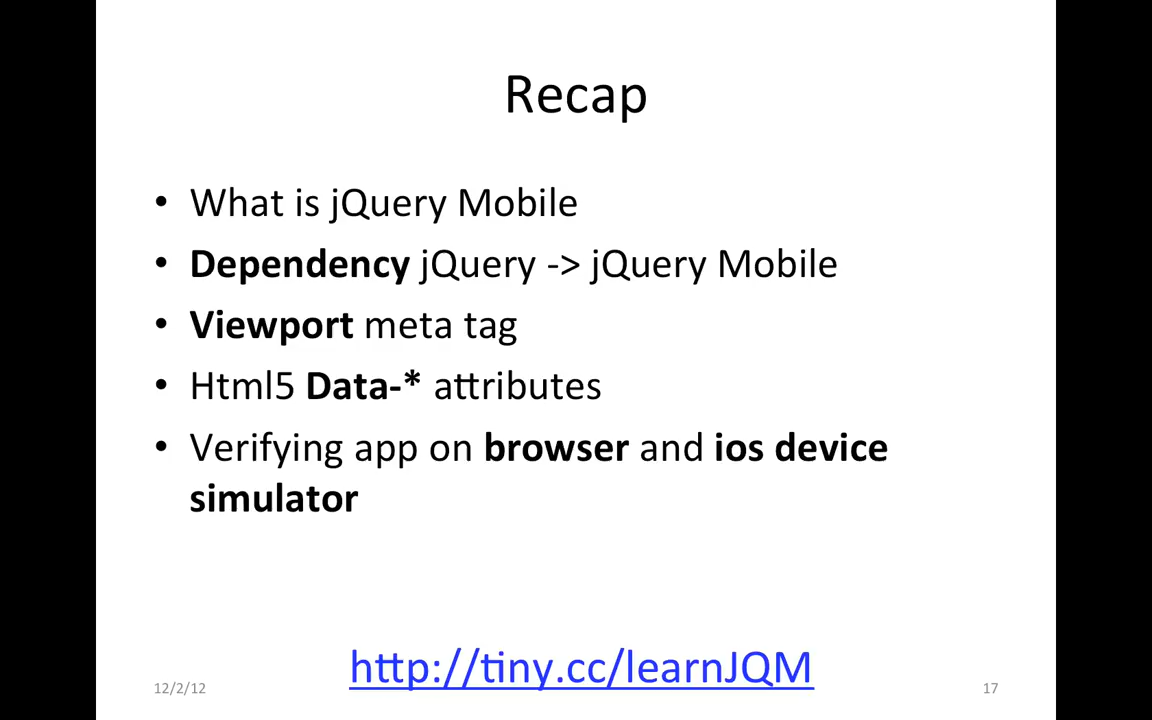 Recap
• What is jQuery Mobile
• Dependency jQuery -> jQuery Mobile
• Viewport meta tag
• Html5 Data-* attributes
• Verifying app on browser and ios device
simulator
http://tiny.cc/learnJQM
12/2/12
17